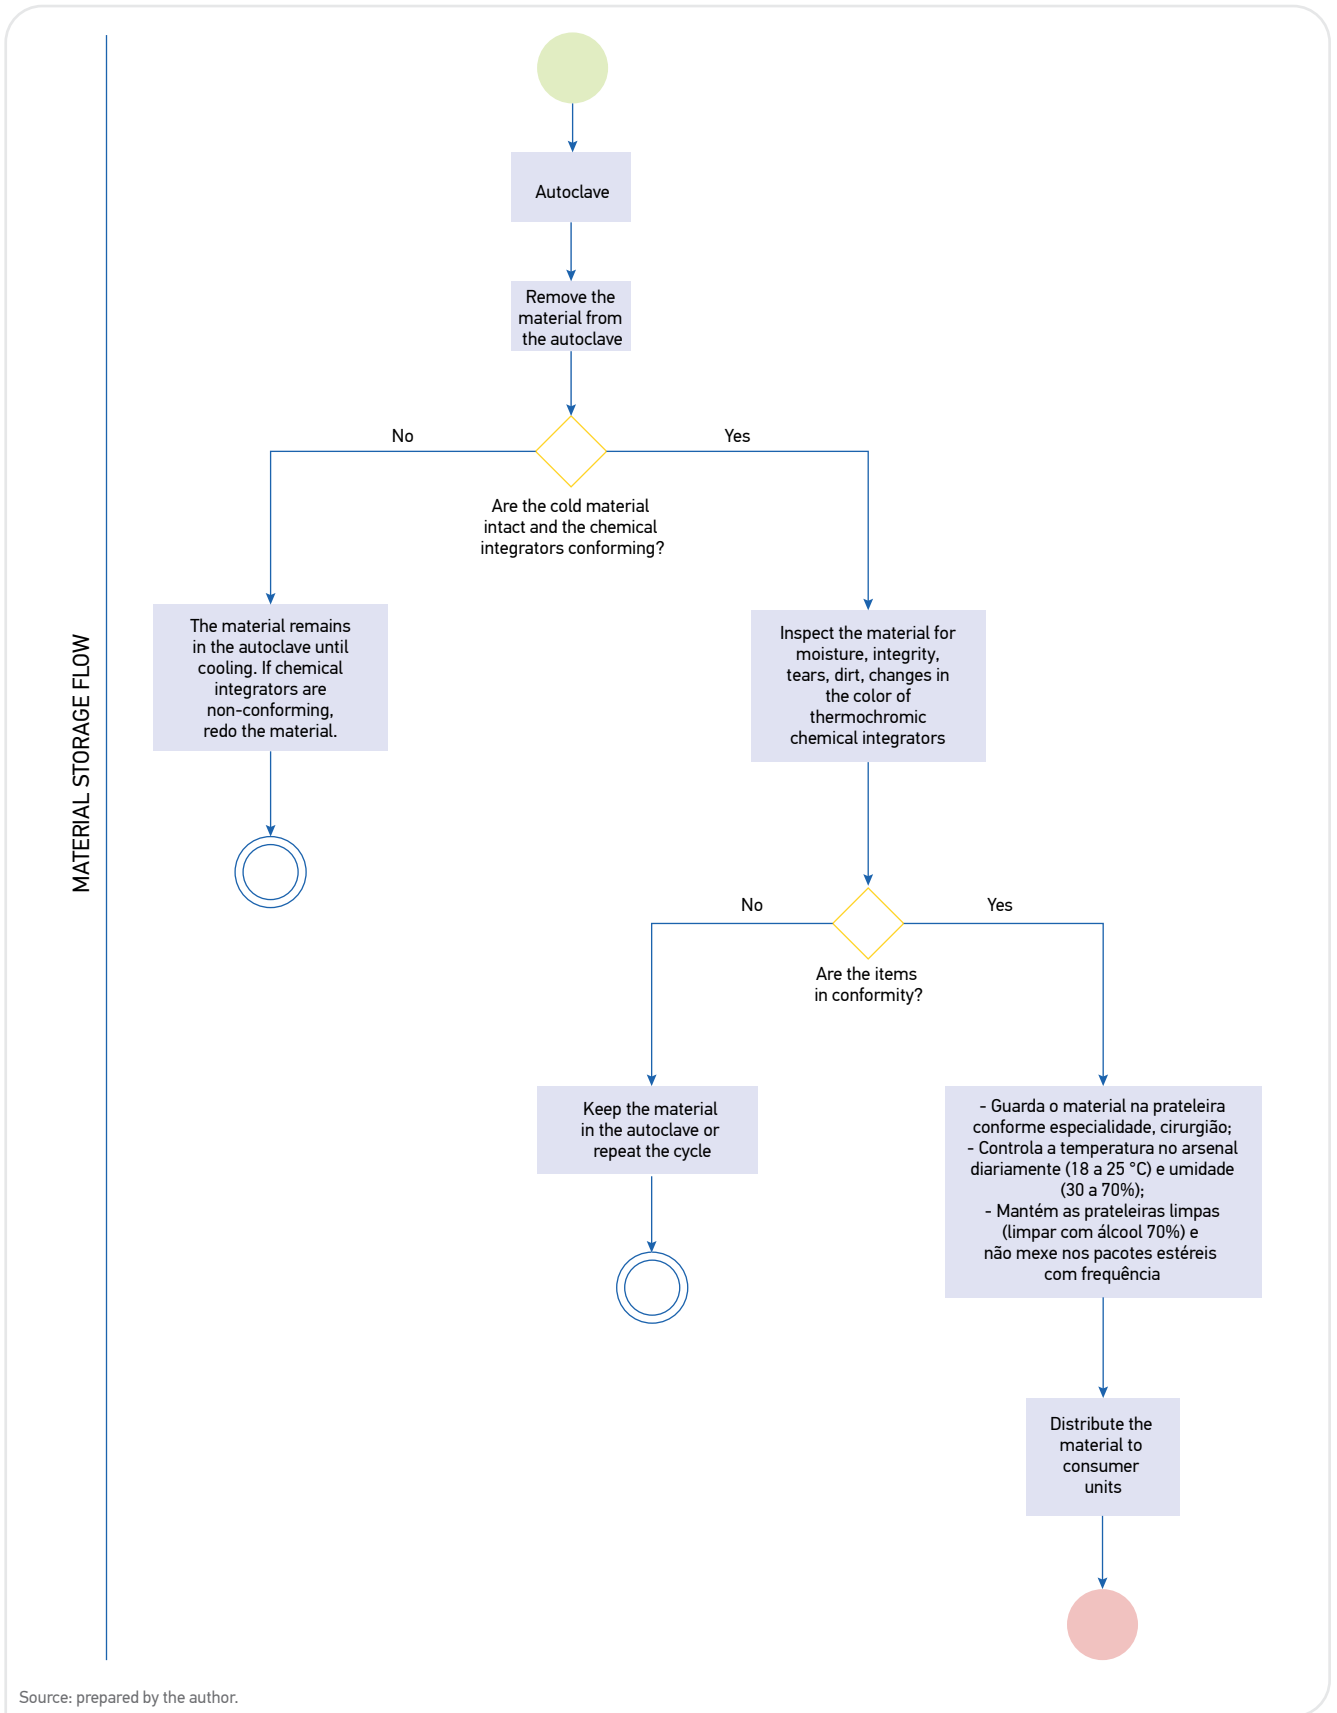 MATERIAL STORAGE FLOW
Autoclave
Remove the
material from
the autoclave
No
Yes
Are the cold material
intact and the chemical
integrators conforming?
The material remains
in the autoclave until
cooling. If chemical
integrators are
non-conforming,
redo the material.
Inspect the material for
moisture, integrity,
tears, dirt, changes in
the color of
thermochromic
chemical integrators
No
Yes
Are the items
in conformity?
Keep the material
in the autoclave or
repeat the cycle
- Guarda o material na prateleira
conforme especialidade, cirurgião;
- Controla a temperatura no arsenal
diariamente (18 a 25 °C) e umidade
(30 a 70%);
- Mantém as prateleiras limpas
(limpar com álcool 70%) e
não mexe nos pacotes estéreis
com frequência
Distribute the
material to
consumer
units
Source: prepared by the author.